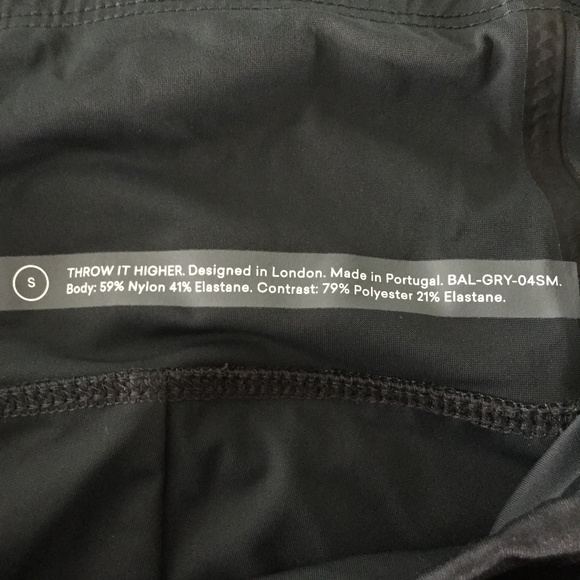 S
THROW IT HIGHER. Designed in London. Made in Portugal. BAL-GRY-04SM.
Body: 59% Nylon 41% Elastane. Contrast: 79% Polyester 21% Elastane.